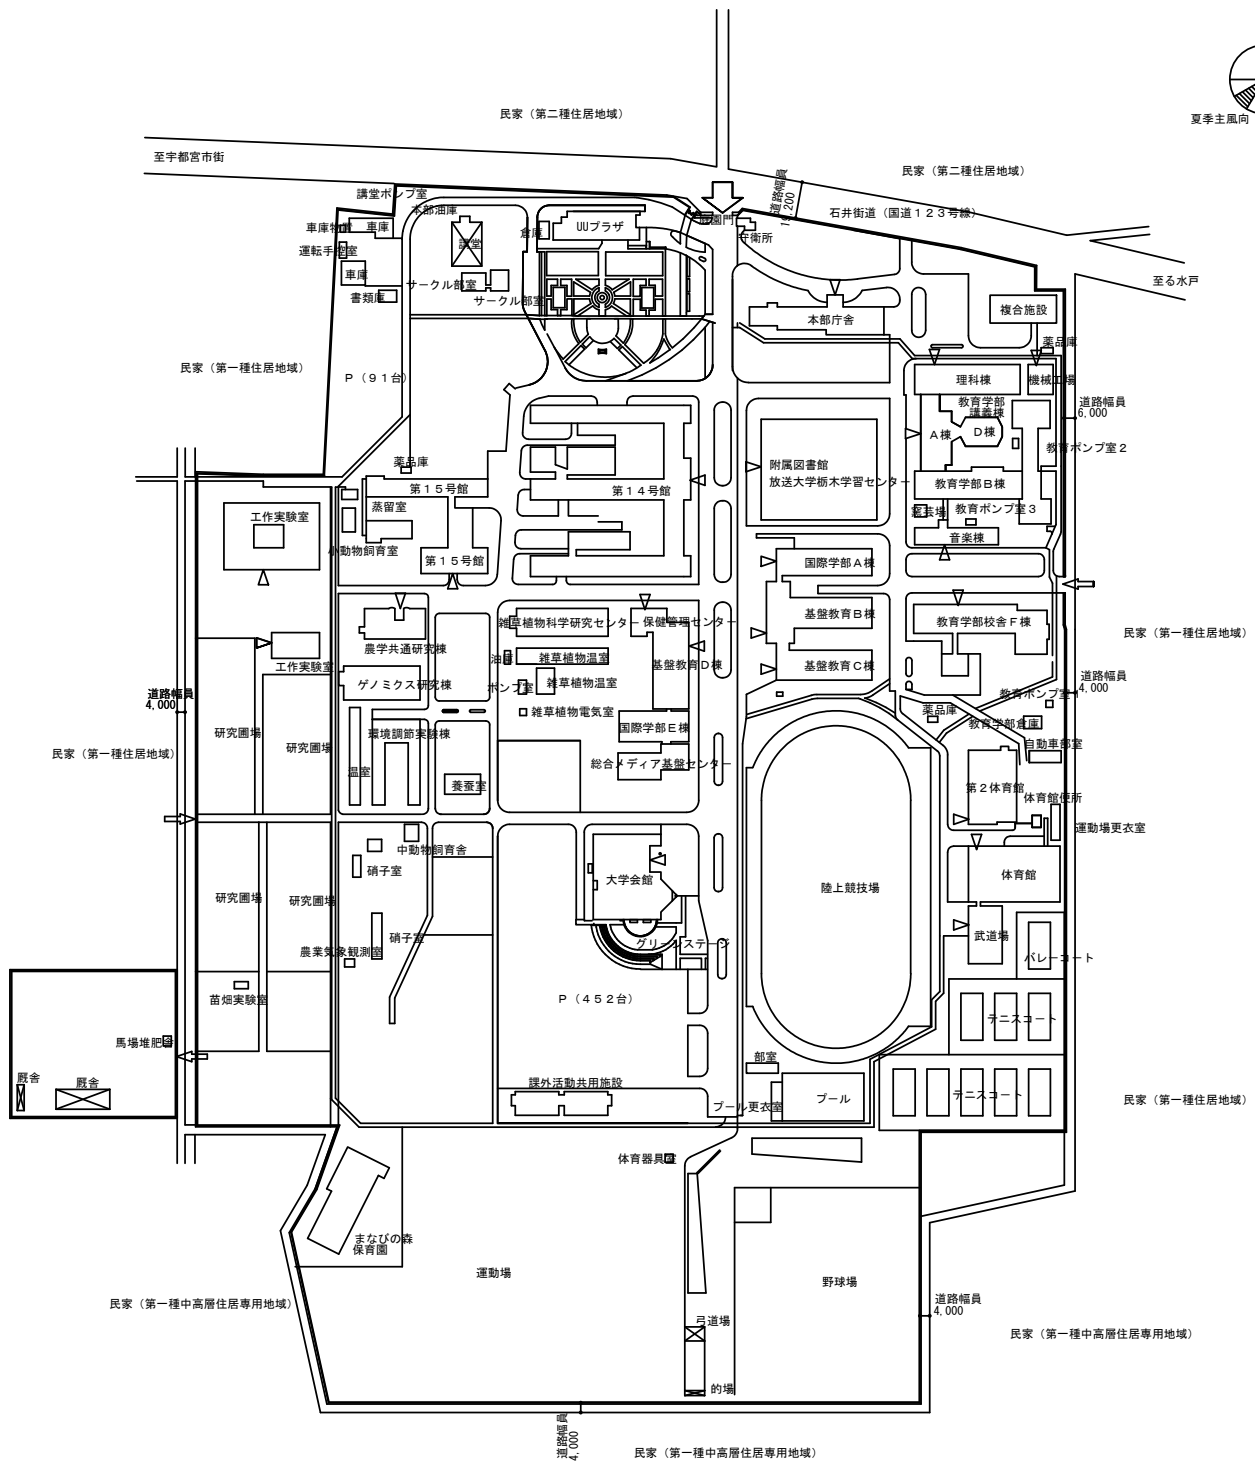 民家（第二種住居地域）
夏季主風向
至宇都宮市街
民家（第二種住居地域）
道路幅員
石井街道（国道１２３号線）
至る水戸
講堂ポンプ室
本部油庫
車庫
運転手控室
車庫
書類庫
講堂
倉庫
UUプラザ
守衛所
サークル部室
サークル部室
本部庁舎
複合施設
薬品庫
民家（第一種住居地域）
P（91台）
理科棟
機械工場
教育学部
講義棟
A棟
D棟
道路幅員
6,000
教育ポンプ室２
薬品庫
第１５号館
蒸留室
第１４号館
附属図書館
放送大学栃木学習センター
教育学部B棟
窯芸場
教育ポンプ室３
音楽棟
工作実験室
小動物飼育室
第１５号館
国際学部A棟
基盤教育B棟
基盤教育C棟
教育学部校舎F棟
民家（第一種住居地域）
雑草植物科学研究センター
保健管理センター
農学共通研究棟
工作実験室
ゲノミクス研究棟
油庫
雑草植物温室
基盤教育D棟
ポンプ室
雑草植物温室
雑草植物電気室
道路幅員
4,000
道路幅員
4,000
教育ポンプ室１
薬品庫
教育学部倉庫
自動車部室
民家（第一種住居地域）
研究圃場
研究圃場
環境調節実験棟
国際学部E棟
総合メディア基盤センター
温室
養蚕室
第２体育館
体育館便所
運動場更衣室
中動物飼育舎
硝子室
大学会館
陸上競技場
体育館
研究圃場
研究圃場
硝子室
農業気象観測室
グリーンステージ
武道場
バレーコート
苗畑実験室
P（452台）
テニスコート
馬場堆肥舎
厩舎
厩舎
部室
課外活動共用施設
プール更衣室
プール
テニスコート
民家（第一種住居地域）
体育器具室
まなびの森
保育園
運動場
野球場
民家（第一種中高層住居専用地域）
道路幅員
4,000
弓道場
民家（第一種中高層住居専用地域）
的場
道路幅員
4,000
民家（第一種中高層住居専用地域）